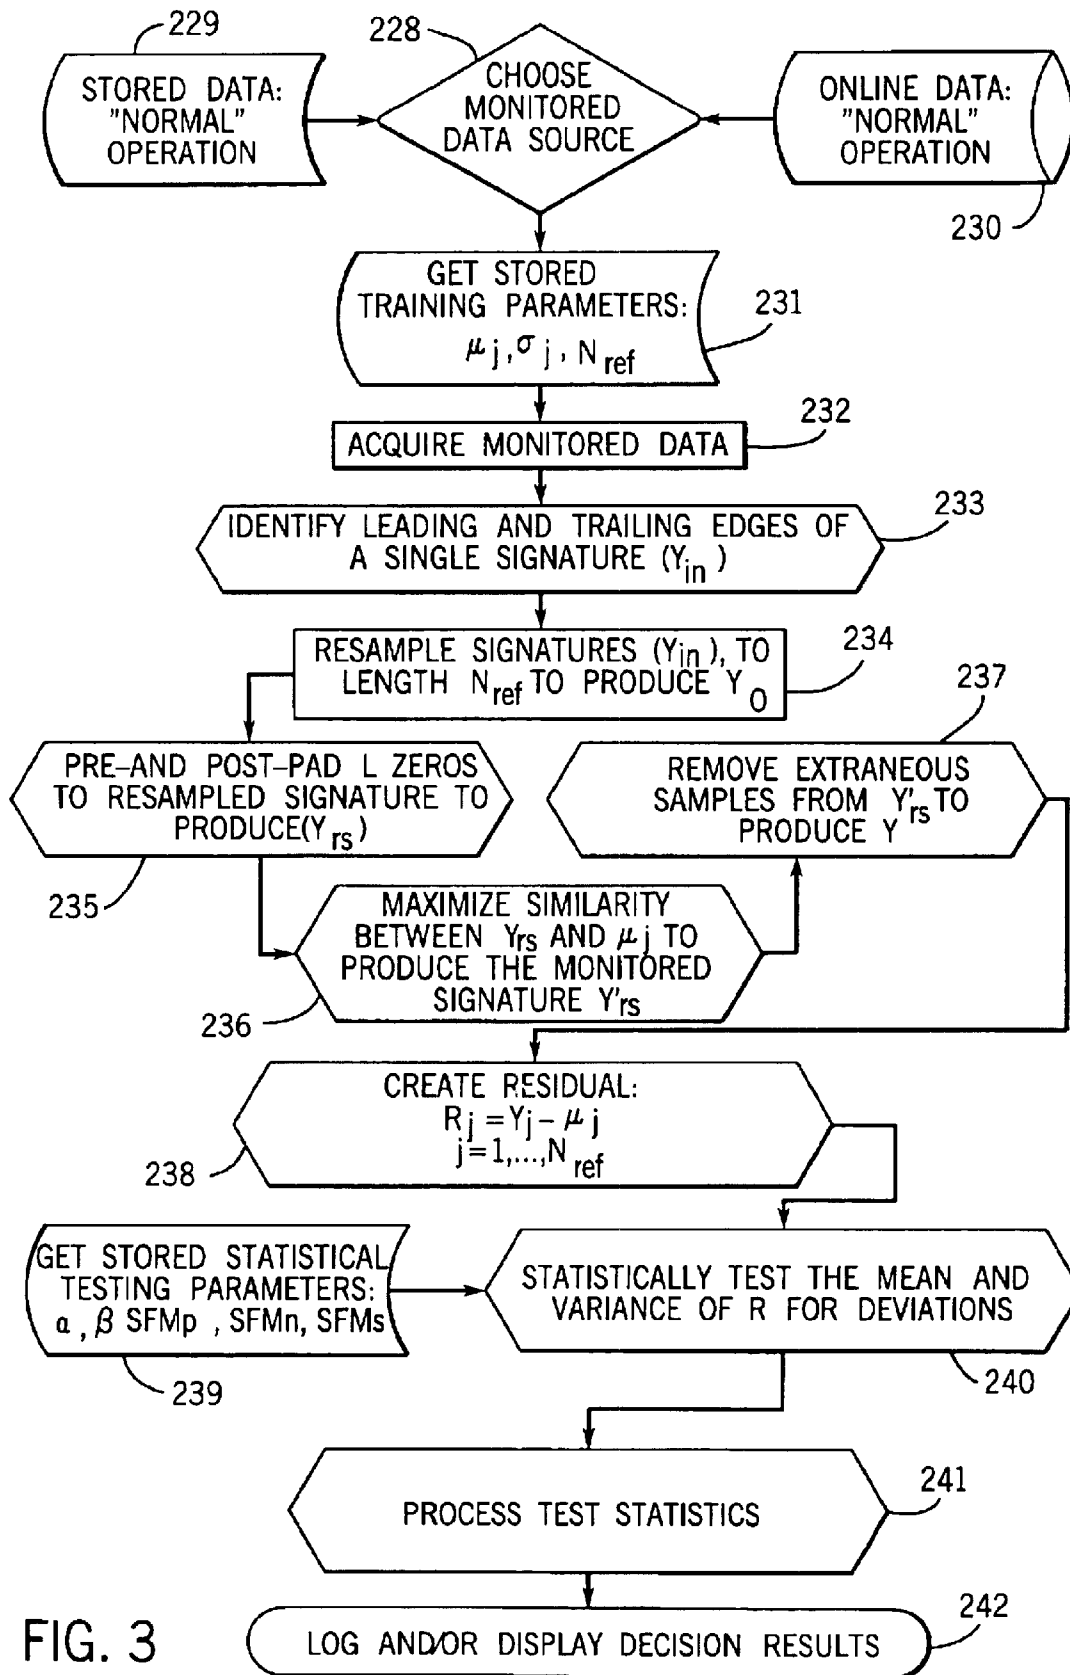 229
228
STORED DATA:
"NORMAL"
OPERATION
CHOOSE
MONITORED
DATA SOURCE
ONLINE DATA:
"NORMAL"
OPERATION
230
GET STORED
TRAINING PARAMETERS:
μj, σj, Nref
231
ACQUIRE MONITORED DATA
232
IDENTIFY LEADING AND TRAILING EDGES OF
A SINGLE SIGNATURE (Yin)
233
RESAMPLE SIGNATURES (Yin), TO
LENGTH Nref TO PRODUCE YO
234
PRE-AND POST-PAD L ZEROS
TO RESAMPLED SIGNATURE TO
PRODUCE(Yrs)
235
237
REMOVE EXTRANEOUS
SAMPLES FROM Y'rs TO
PRODUCE Y
MAXIMIZE SIMILARITY
BETWEEN Yrs AND μj TO
PRODUCE THE MONITORED
SIGNATURE Y'rs
236
CREATE RESIDUAL:
Rj = Yj - μj
j=1,...,Nref
238
GET STORED STATISTICAL
TESTING PARAMETERS:
α, β SFMp , SFMn, SFMs
239
STATISTICALLY TEST THE MEAN AND
VARIANCE OF R FOR DEVIATIONS
240
PROCESS TEST STATISTICS
241
LOG AND/OR DISPLAY DECISION RESULTS
242
FIG. 3